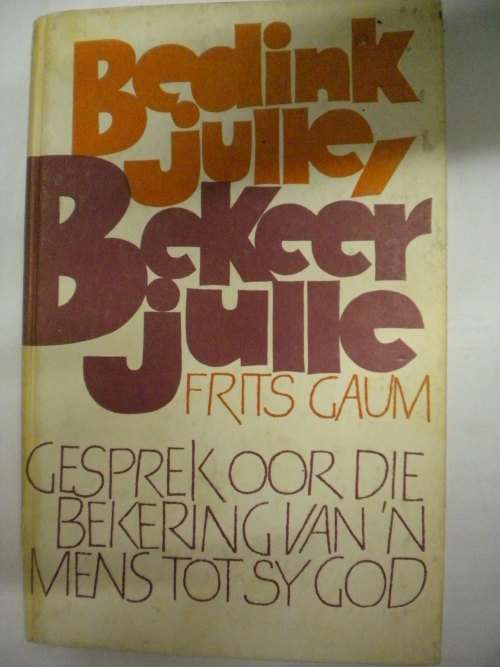 Bedink
julle,
Bekeer
julle
FRITS GAUM
GESPREK OOR DIE
BEKERING VAN 'N
MENS TOT SY GOD